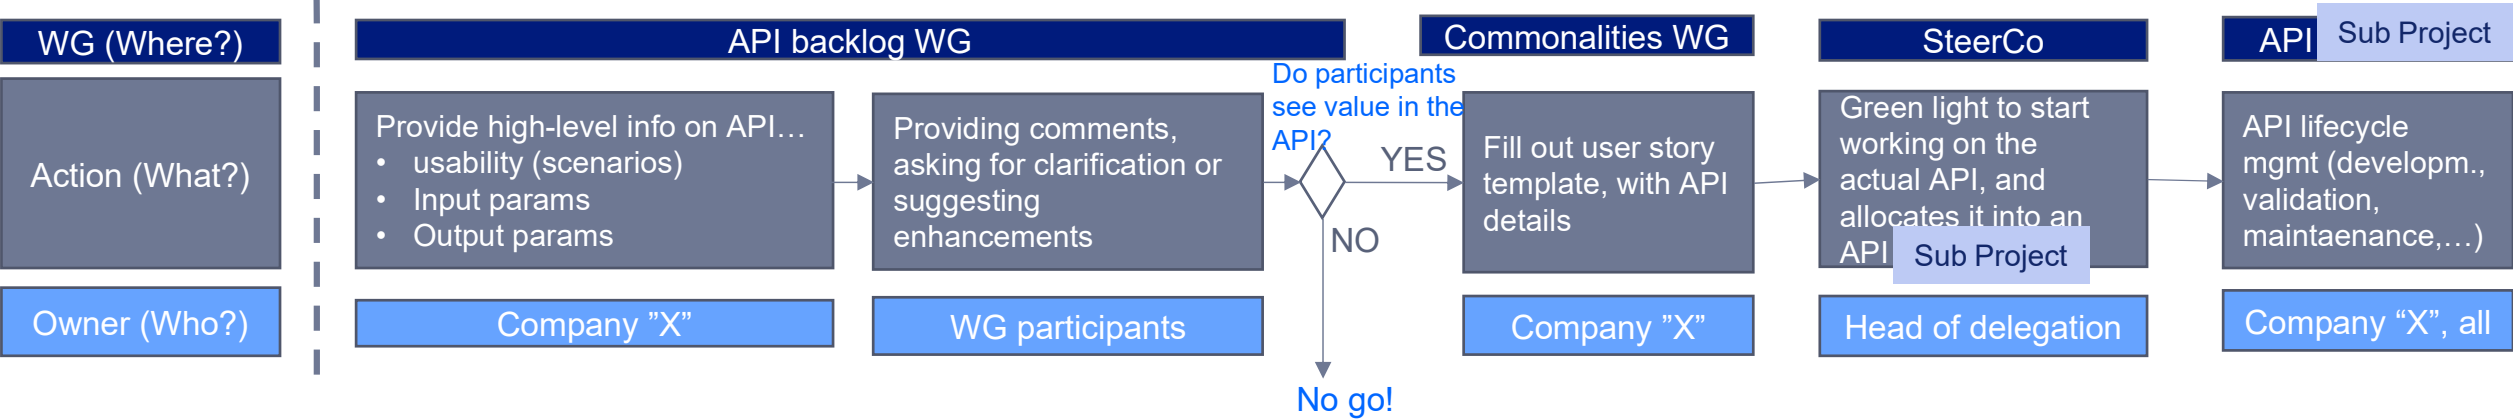 WG (Where?)
API backlog WG
Commonalities WG
SteerCo
API
Sub Project
Action (What?)
Provide high-level info on API…
• usability (scenarios)
• Input params
• Output params
Providing comments,
asking for clarification or
suggesting
enhancements
Do participants
see value in the
API?
YES
NO
No go!
Fill out user story
template, with API
details
Green light to start
working on the
actual API, and
allocates it into an
API
Sub Project
API lifecycle
mgmt (developm.,
validation,
maintaenance,…)
Owner (Who?)
Company ”X”
WG participants
Company ”X”
Head of delegation
Company “X”, all